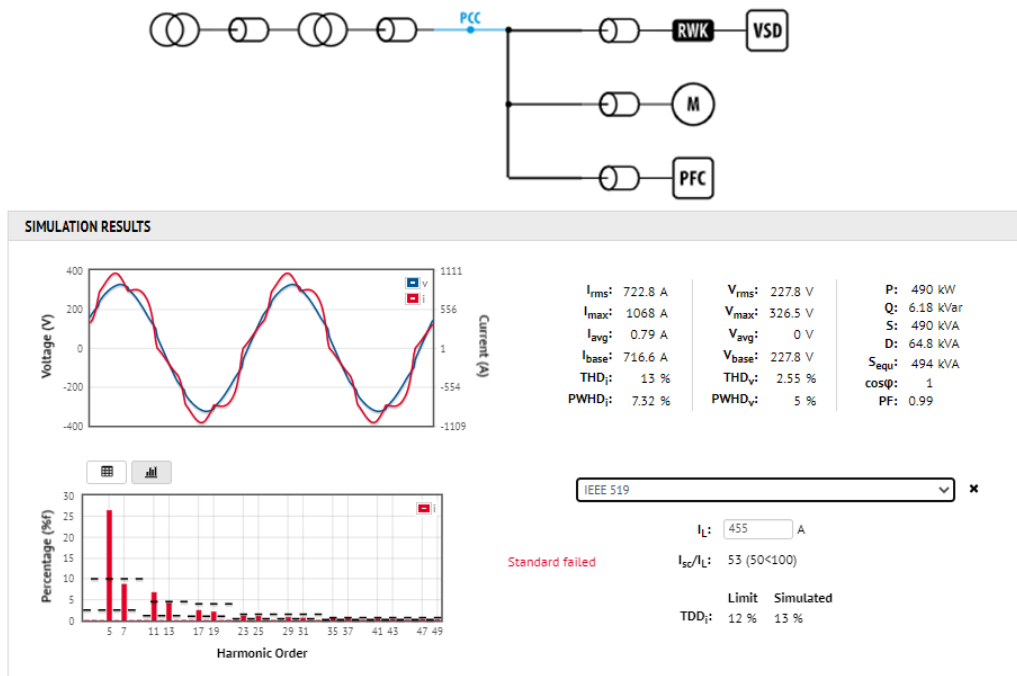 PCC
RWK
VSD
M
PFC
SIMULATION RESULTS
400
200
0
-200
-400
Voltage (V)
v
i
1111
556
1
-554
-1109
Current (A)
Irms: 722.8 A
Imax: 1068 A
Iavg: 0.79 A
Ibase: 716.6 A
THDi: 13 %
PWHDi: 7.32 %
Vrms: 227.8 V
Vmax: 326.5 V
Vavg: 0 V
Vbase: 227.8 V
THDv: 2.55 %
PWHDv: 5 %
P: 490 kW
Q: 6.18 kVar
S: 490 kVA
D: 64.8 kVA
Sequ: 494 kVA
cosφ: 1
PF: 0.99
30
25
20
15
10
5
0
Percentage (%f)
i
5 7 11 13 17 19 23 25 29 31 35 37 41 43 47 49
Harmonic Order
IEEE 519
IL: 455 A
Standard failed
Isc/IL: 53 (50<100)
Limit Simulated
TDDi: 12 % 13 %